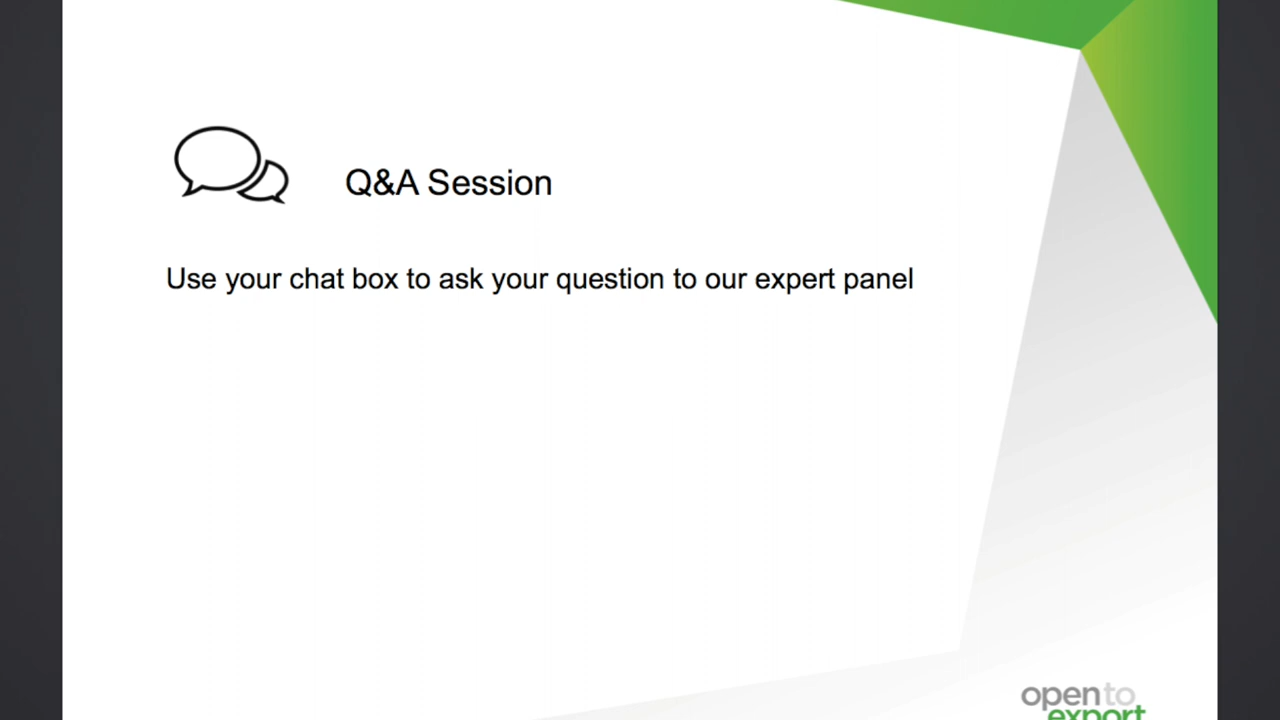 Q&A Session
Use your chat box to ask your question to our expert panel
open to
export